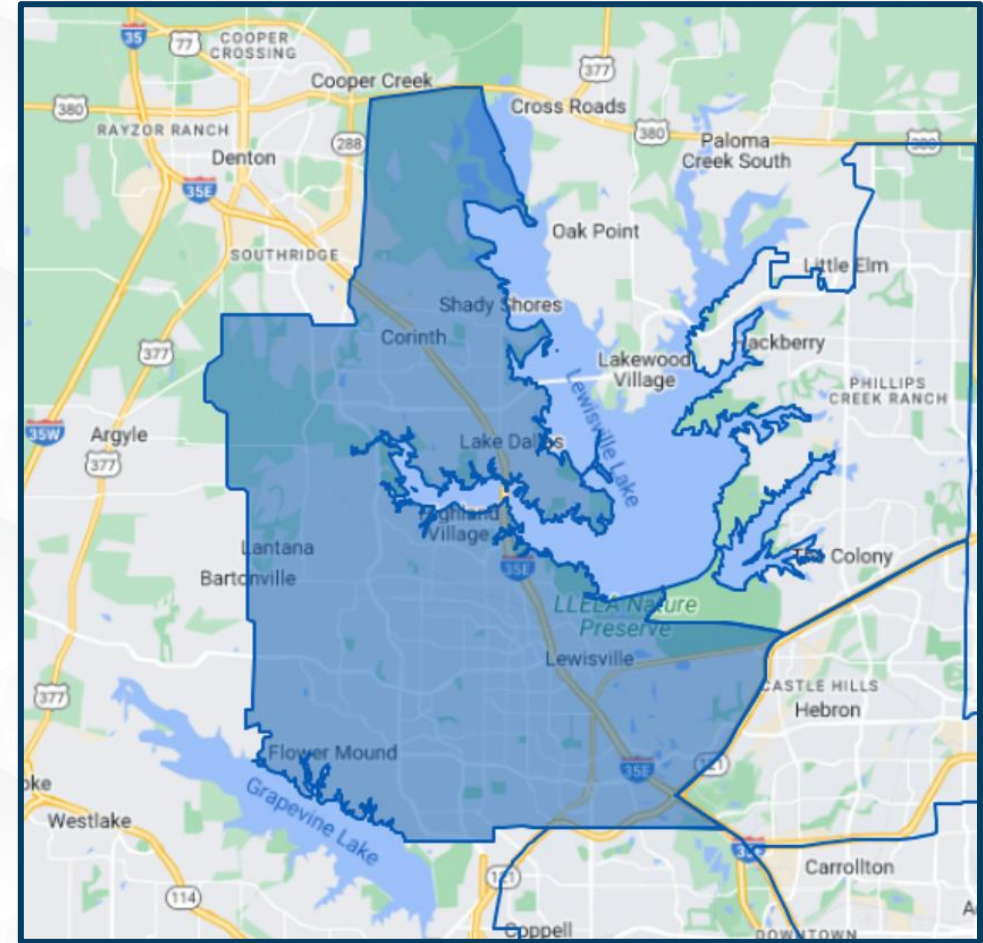 35
77
COOPER
CROSSING
377
Cooper Creek
380
Cross Roads
RAYZOR RANCH
288
380
Paloma
Creek South
380
Denton
35E
Oak Point
SOUTHRIDGE
Little Elm
Shady Shores
Corinth
377
Lakewood
Village
ackberry
PHILLIPS
CREEK RANCH
Lewisville Lake
35W
Argyle
377
Lake Dallas
Highland
Village
Lantana
35E
The Colony
Bartonville
LLELA Nature
Preserve
Lewisville
377
CASTLE HILLS
Hebron
Flower Mound
35E
121
oke
Grapevine Lake
Westlake
Carrollton
121
114
A
Coppell
DOWNTOWN